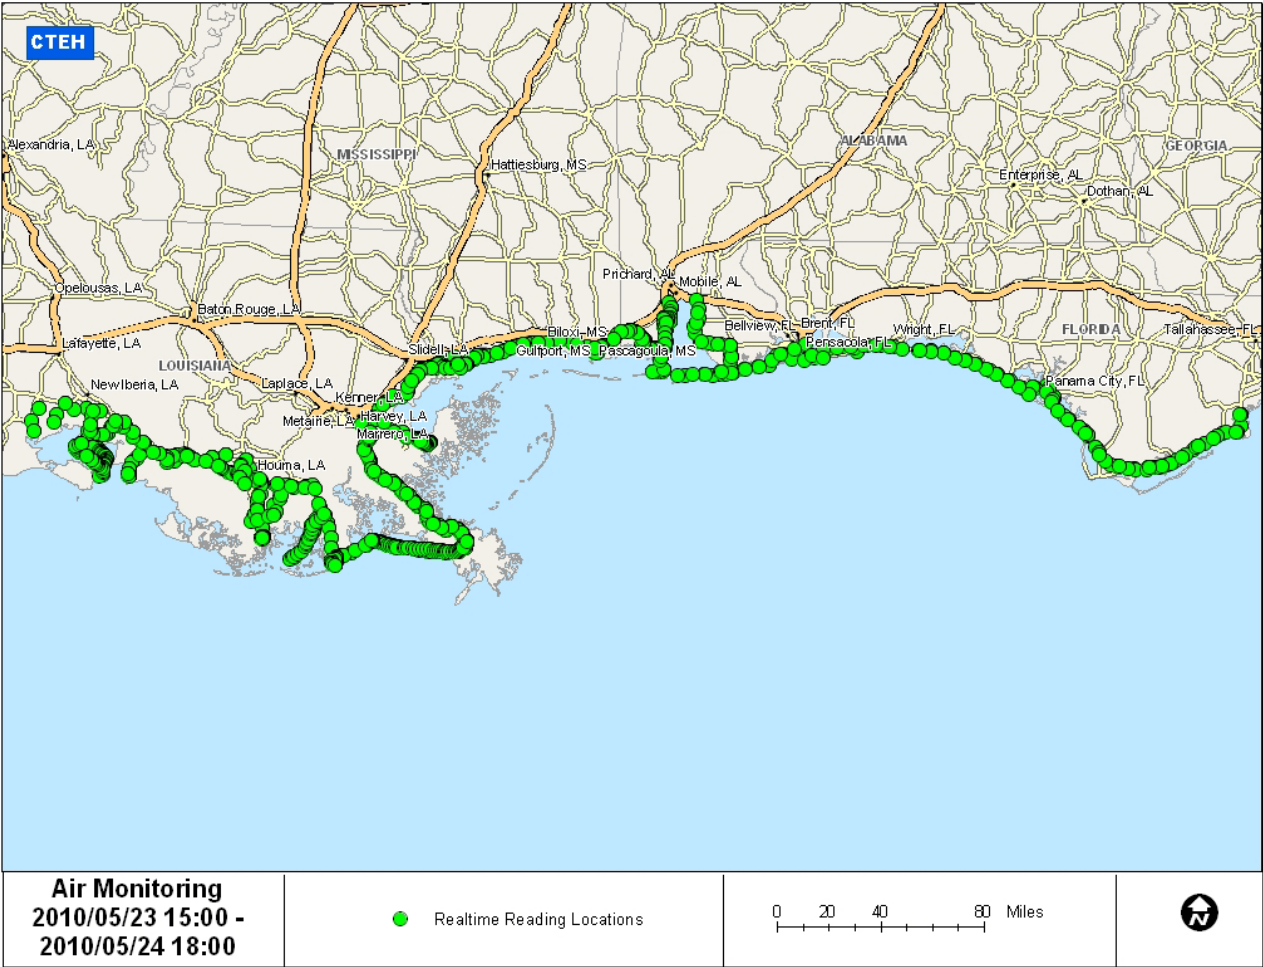 CTEH
Alexandria, LA
MISSISSIPPI
ALABAMA
GEORGIA
Hattiesburg, MS
Enterprise, AL
Dothan, AL
Prichard, AL
Mobile, AL
Opelousas, LA
Baton Rouge, LA
Biloxi, MS
Bellview, FL
Brent, FL
Wright, FL
FLORIDA
Tallahassee, FL
Lafayette, LA
Slidell, LA
Gulfport, MS
Pascagoula, MS
Pensacola, FL
LOUISIANA
New Iberia, LA
Laplace, LA
Panama City, FL
Kenner, LA
Metairie, LA
Harvey, LA
Marrero, LA
Houma, LA
Air Monitoring
2010/05/23 15:00 -
2010/05/24 18:00
Realtime Reading Locations
0 20 40 80 Miles
N